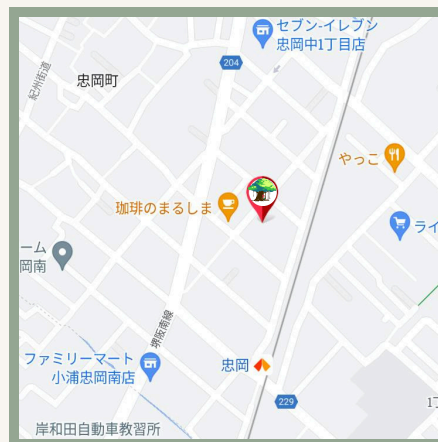 セブン-イレブン
忠岡中1丁目店
204
紀州街道
忠岡町
やっこ
珈琲のまるしま
ライ
ーム
岡南
堺阪南線
ファミリーマート
小浦忠岡南店
忠岡
229
1丁
岸和田自動車教習所